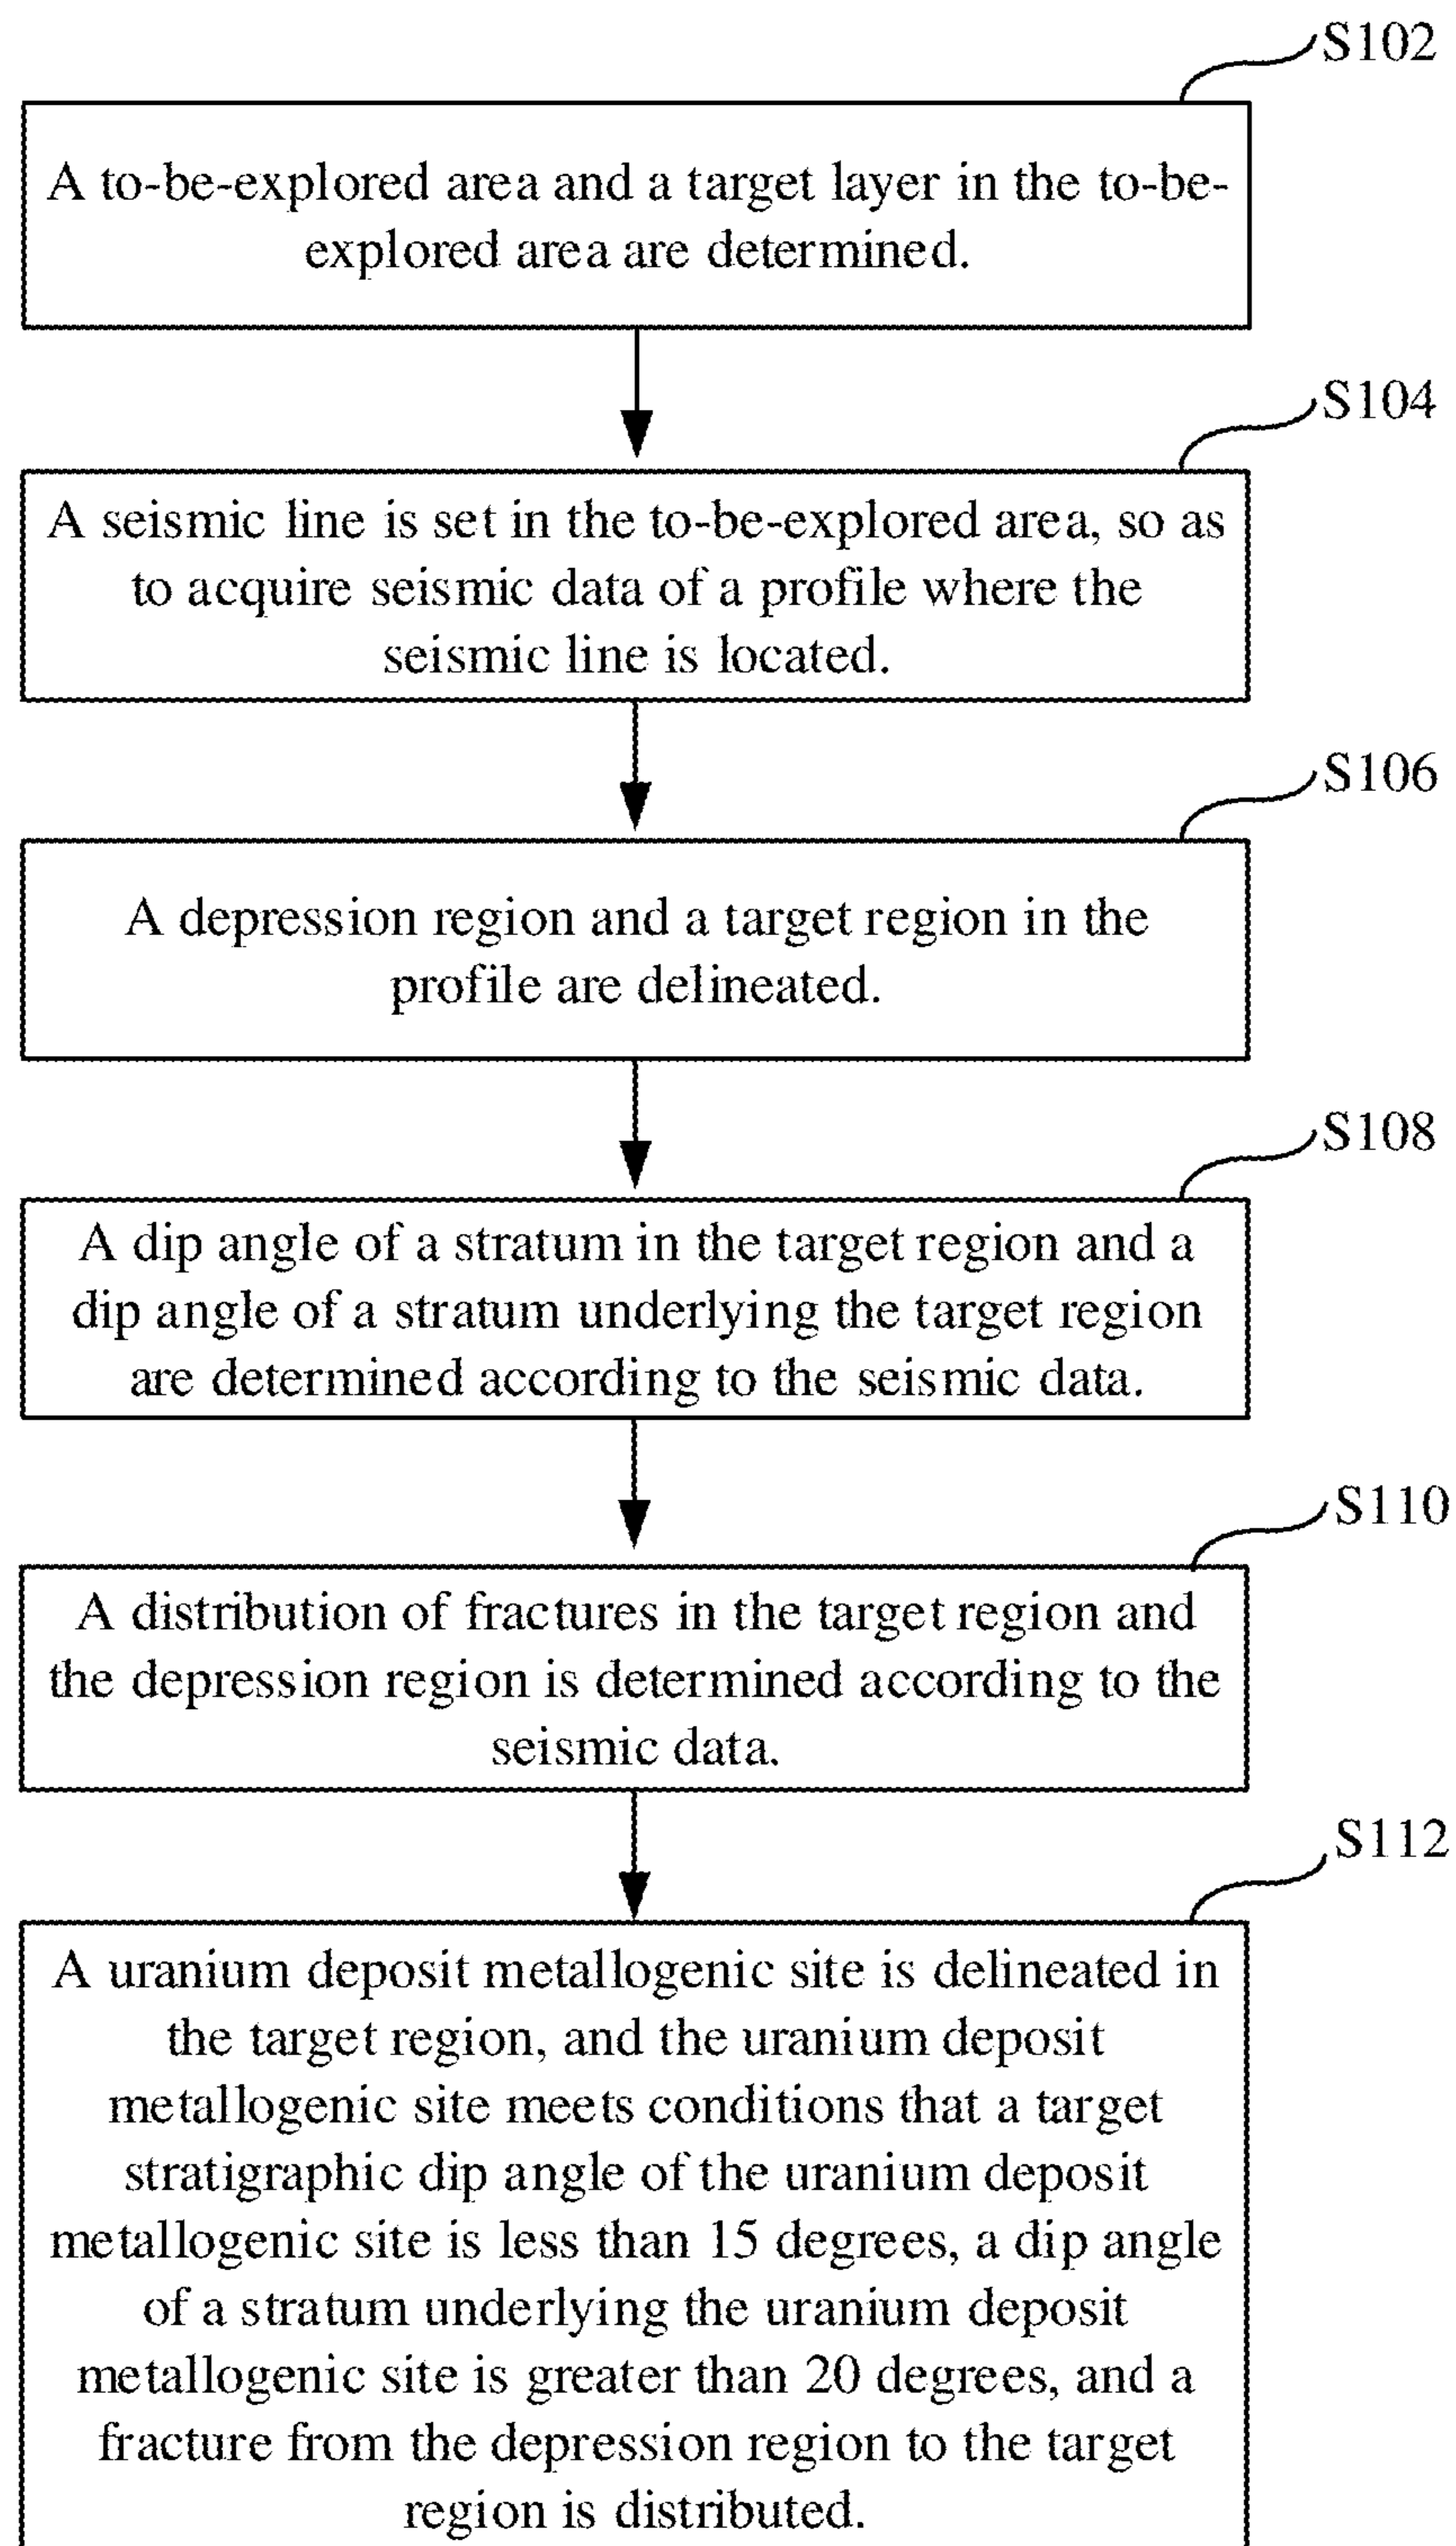 S102
A to-be-explored area and a target layer in the to-be-
explored area are determined.
S104
A seismic line is set in the to-be-explored area, so as
to acquire seismic data of a profile where the
seismic line is located.
S106
A depression region and a target region in the
profile are delineated.
S108
A dip angle of a stratum in the target region and a
dip angle of a stratum underlying the target region
are determined according to the seismic data.
S110
A distribution of fractures in the target region and
the depression region is determined according to the
seismic data.
S112
A uranium deposit metallogenic site is delineated in
the target region, and the uranium deposit
metallogenic site meets conditions that a target
stratigraphic dip angle of the uranium deposit
metallogenic site is less than 15 degrees, a dip angle
of a stratum underlying the uranium deposit
metallogenic site is greater than 20 degrees, and a
fracture from the depression region to the target
region is distributed.